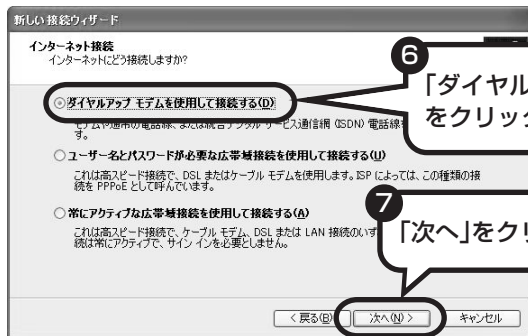 新しい接続ウィザード
インターネット接続
インターネットにどう接続しますか?
ダイヤルアップ モデムを使用して接続する(D)
モデムや通常の電話線、または統合デジタル サービス通信網 (ISDN) 電話線
す。
ユーザー名とパスワードが必要な広帯域接続を使用して接続する(U)
これは高スピード接続で、DSL またはケーブル モデムを使用します。ISP によっては、この種類の接
続を PPPoE として呼んでいます。
常にアクティブな広帯域接続を使用して接続する(A)
これは高スピード接続で、ケーブル モデム、DSL または LAN 接続のいず
続は常にアクティブで、サイン インを必要としません。
6
「ダイヤル
をクリッ
7
「次へ」をクリ
< 戻る(B)
次へ(N) >
キャンセル